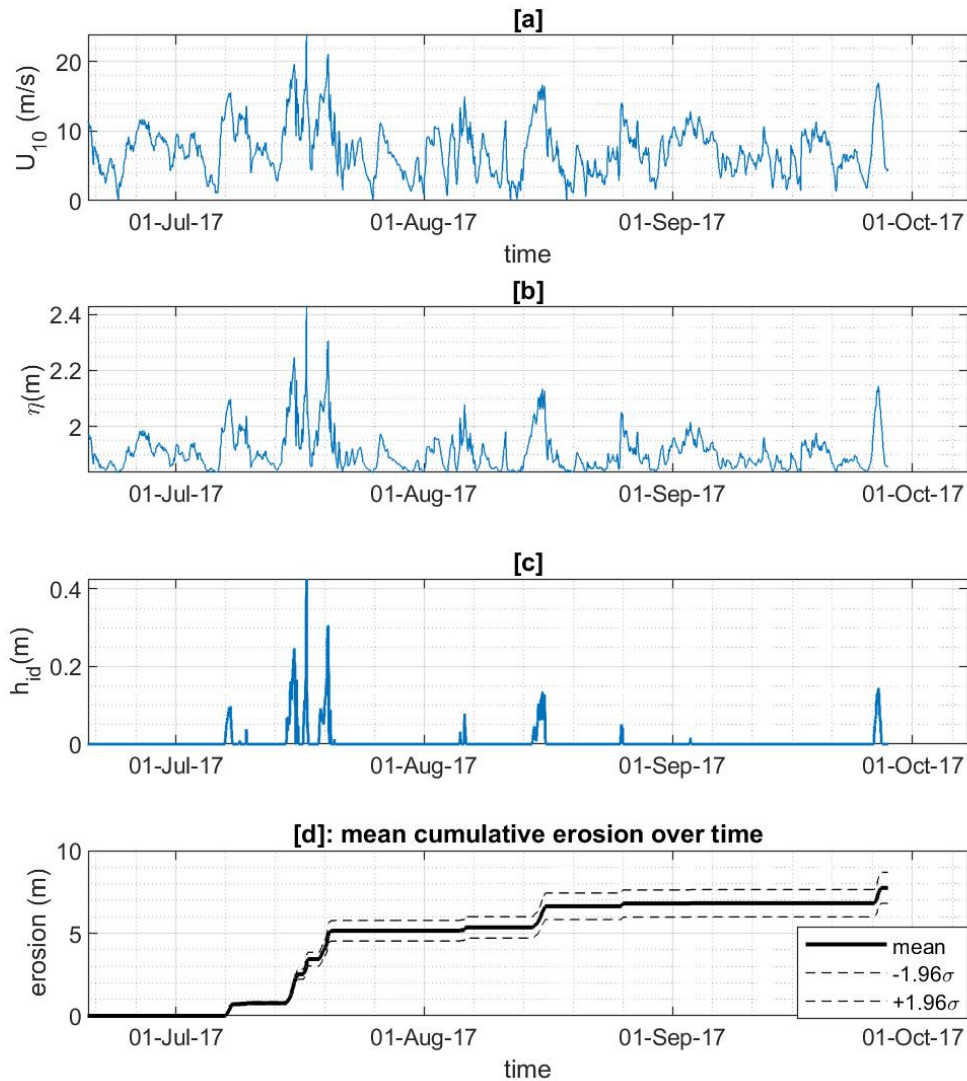 [a]
20
10
0
U10 (m/s)
01-Jul-17 01-Aug-17 01-Sep-17 01-Oct-17
time
[b]
2.4
2.2
2
η(m)
01-Jul-17 01-Aug-17 01-Sep-17 01-Oct-17
[c]
0.4
0.2
0
hid(m)
01-Jul-17 01-Aug-17 01-Sep-17 01-Oct-17
[d]: mean cumulative erosion over time
10
5
0
erosion (m)
mean
-1.96σ
+1.96σ
01-Jul-17 01-Aug-17 01-Sep-17 01-Oct-17
time